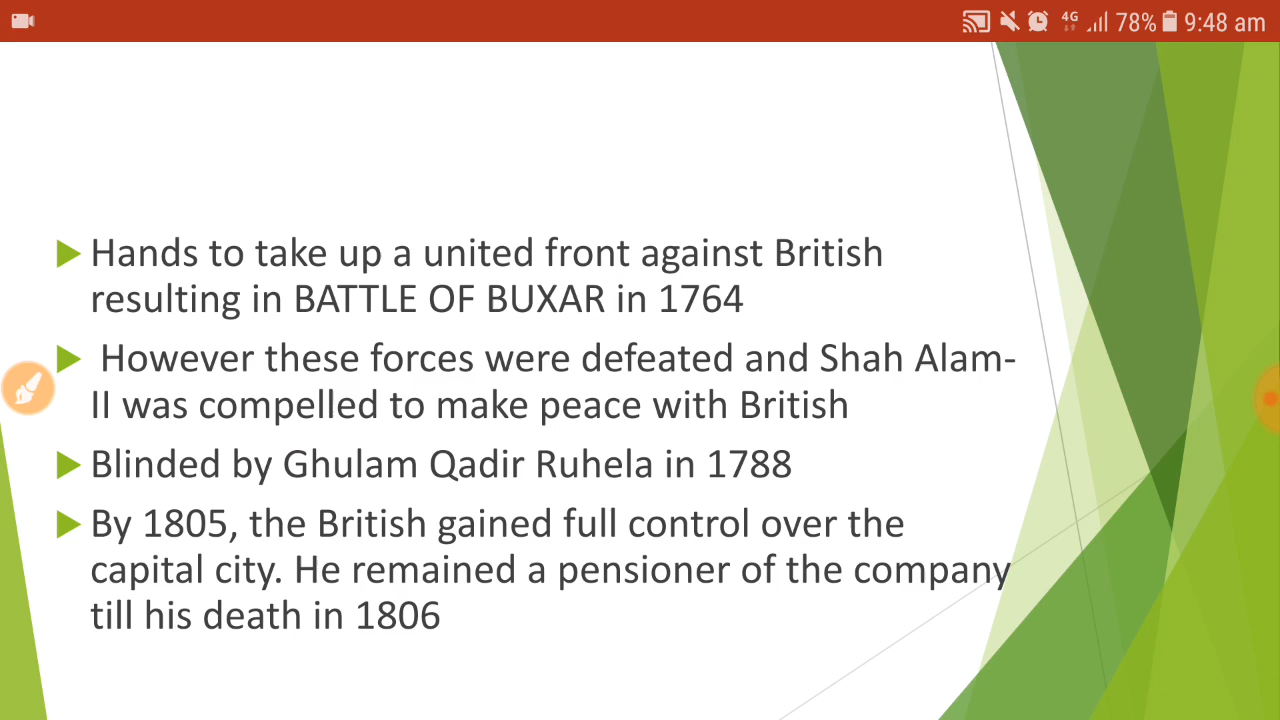 4G 78% 9:48 am
Hands to take up a united front against British
resulting in BATTLE OF BUXAR in 1764
However these forces were defeated and Shah Alam-
II was compelled to make peace with British
Blinded by Ghulam Qadir Ruhela in 1788
By 1805, the British gained full control over the
capital city. He remained a pensioner of the company
till his death in 1806